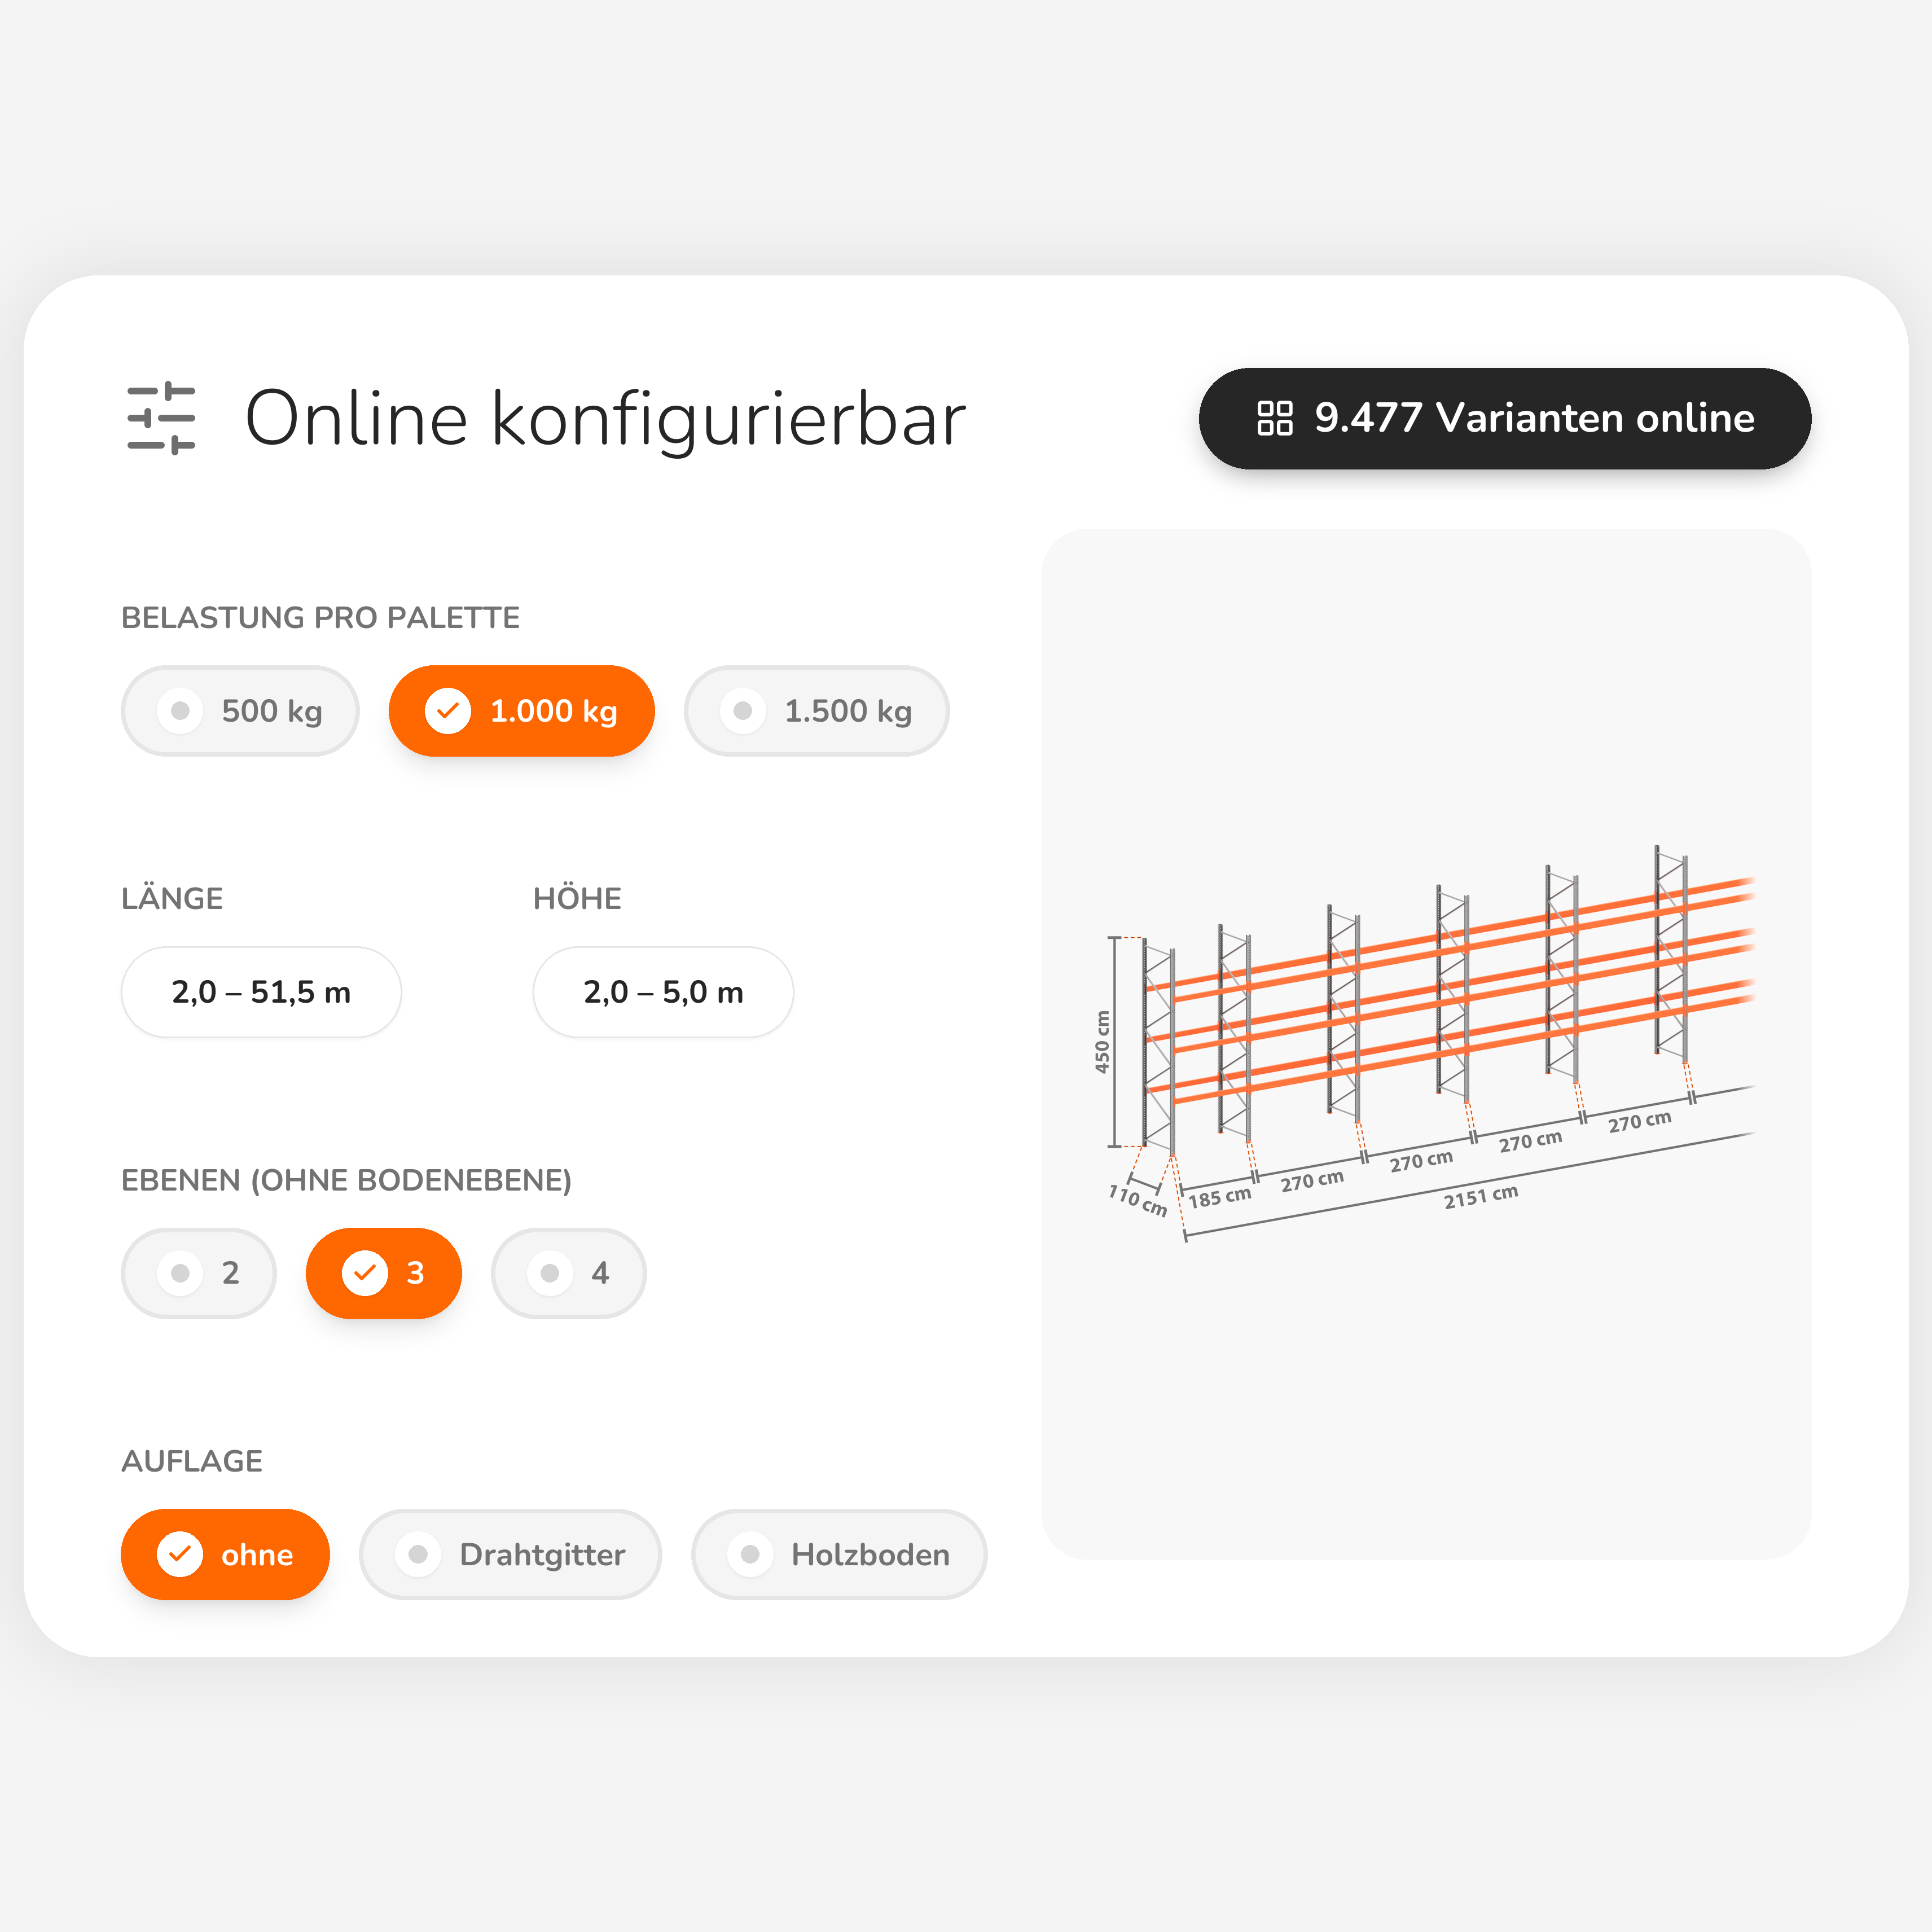 Online konfigurierbar
9.477 Varianten online
BELASTUNG PRO PALETTE
500 kg
1.000 kg
1.500 kg
LÄNGE
HÖHE
2,0 – 51,5 m
2,0 – 5,0 m
EBENEN (OHNE BODENEBENE)
2
3
4
AUFLAGE
ohne
Drahtgitter
Holzboden
450 cm
110 cm
185 cm
270 cm
270 cm
270 cm
270 cm
2151 cm